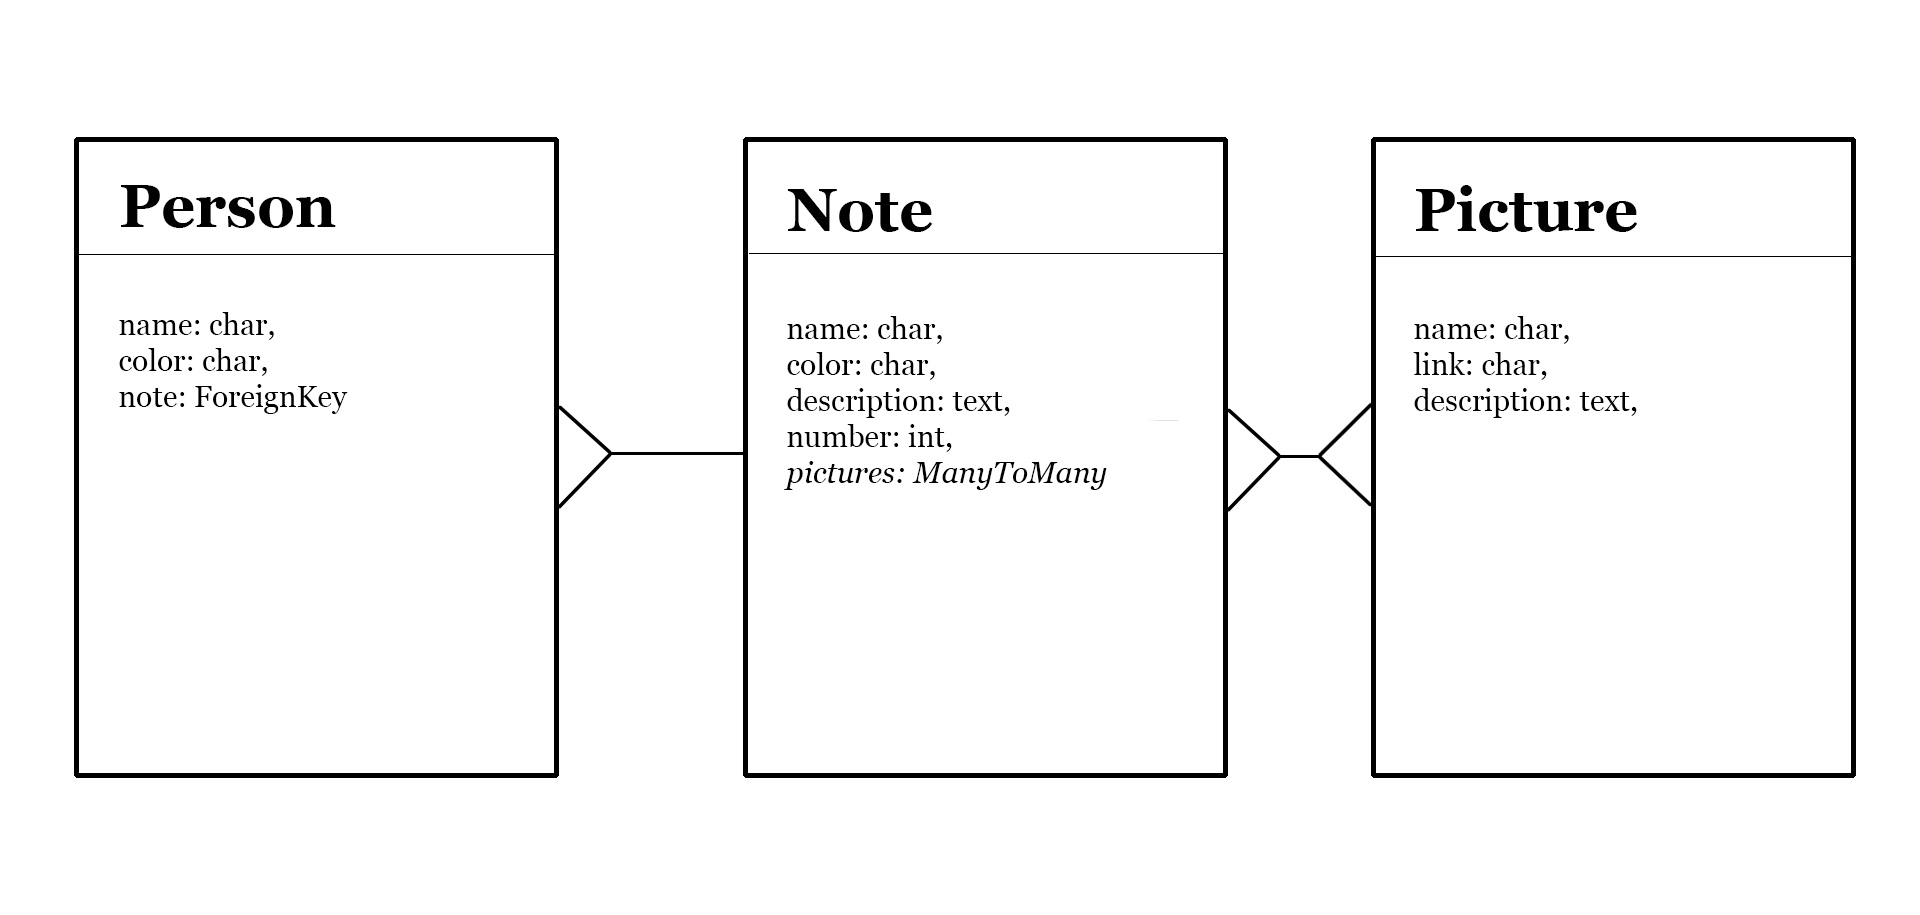 Person
name: char,
color: char,
note: ForeignKey
Note
name: char,
color: char,
description: text,
number: int,
pictures: ManyToMany
Picture
name: char,
link: char,
description: text,